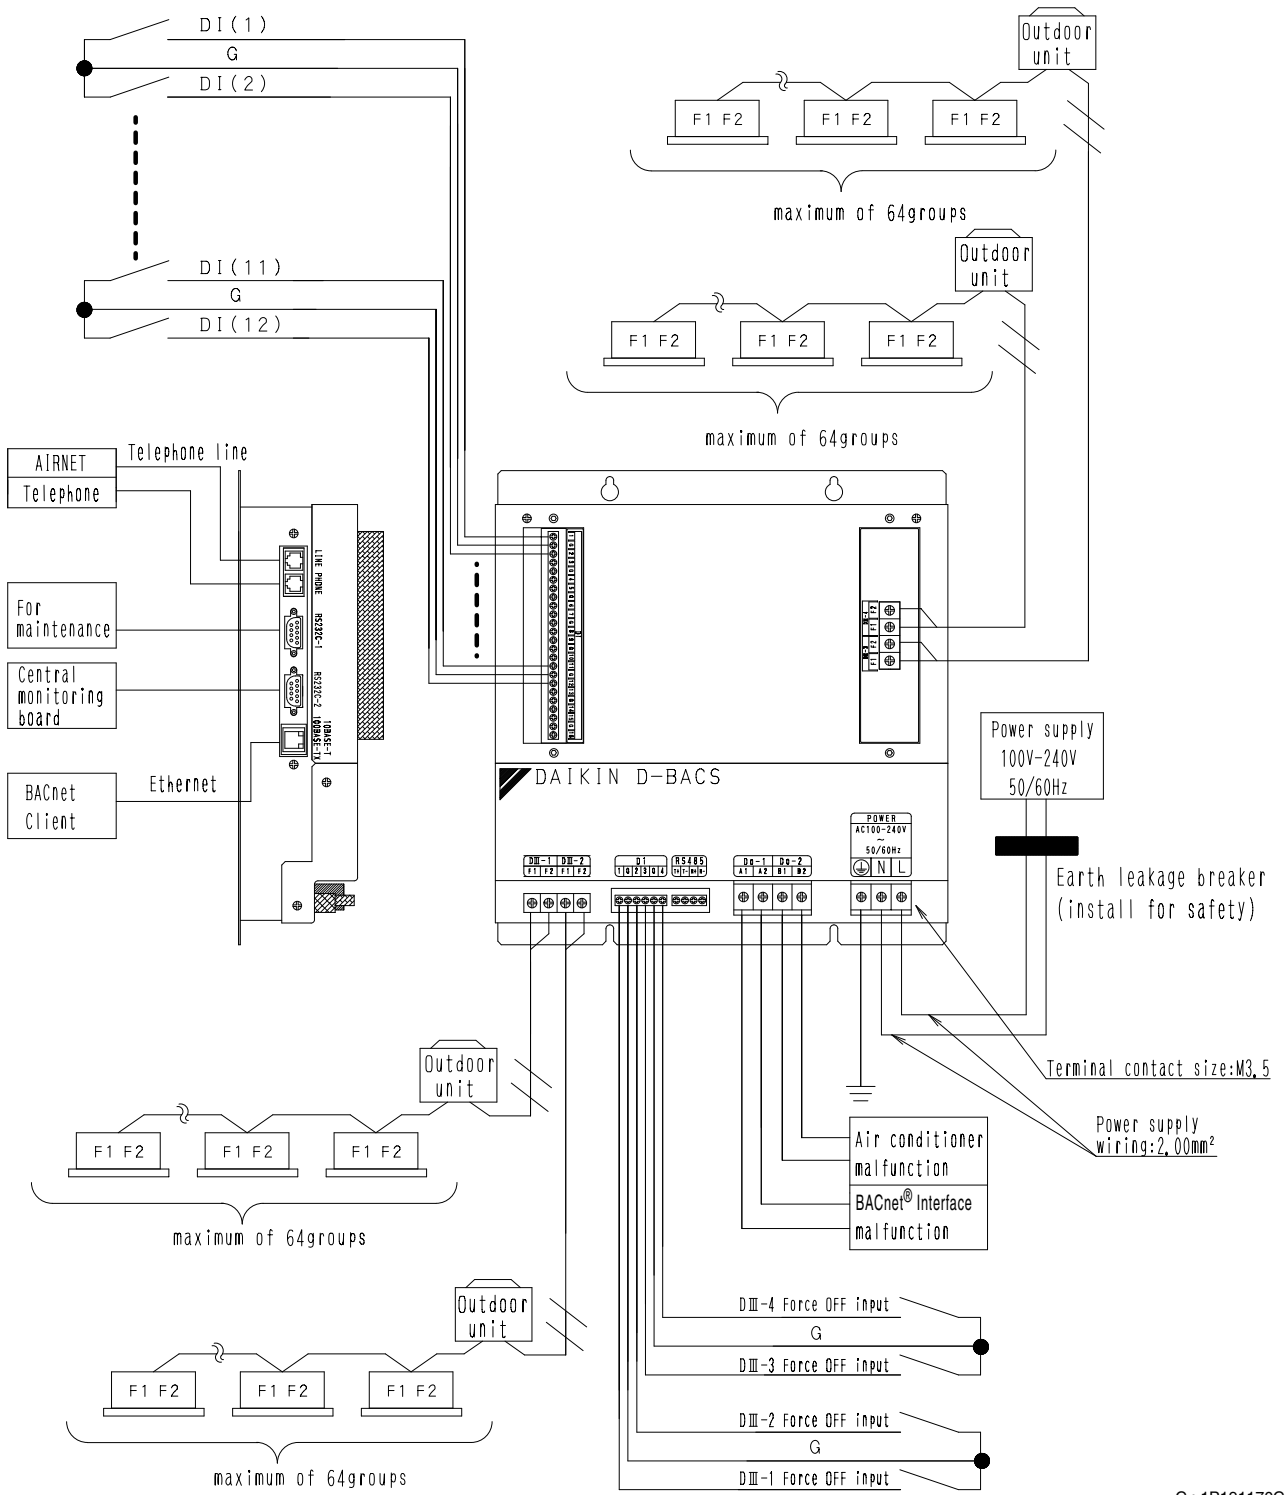 DI(1)
G
DI(2)
DI(11)
G
DI(12)
Outdoor
unit
F1 F2
F1 F2
F1 F2
maximum of 64groups
Outdoor
unit
F1 F2
F1 F2
F1 F2
maximum of 64groups
AIRNET
Telephone
Telephone line
For
maintenance
Central
monitoring
board
BACnet
Client
Ethernet
LINE PHONE
RS232C-1
RS232C-2
10BASE-T
100BASE-TX
F2
F1
F2
F1
DAIKIN D-BACS
Power supply
100V-240V
50/60Hz
POWER
AC100-240V
~
50/60Hz
N L
DⅢ-1 DⅢ-2
F1 F2 F1 F2
RS485
A1 A2 B1 B2
Earth leakage breaker
(install for safety)
Terminal contact size:M3.5
Power supply
wiring:2.00mm²
Air conditioner
malfunction
BACnet® Interface
malfunction
Outdoor
unit
F1 F2
F1 F2
F1 F2
maximum of 64groups
Outdoor
unit
F1 F2
F1 F2
F1 F2
maximum of 64groups
DⅢ-4 Force OFF input
G
DⅢ-3 Force OFF input
DⅢ-2 Force OFF input
G
DⅢ-1 Force OFF input